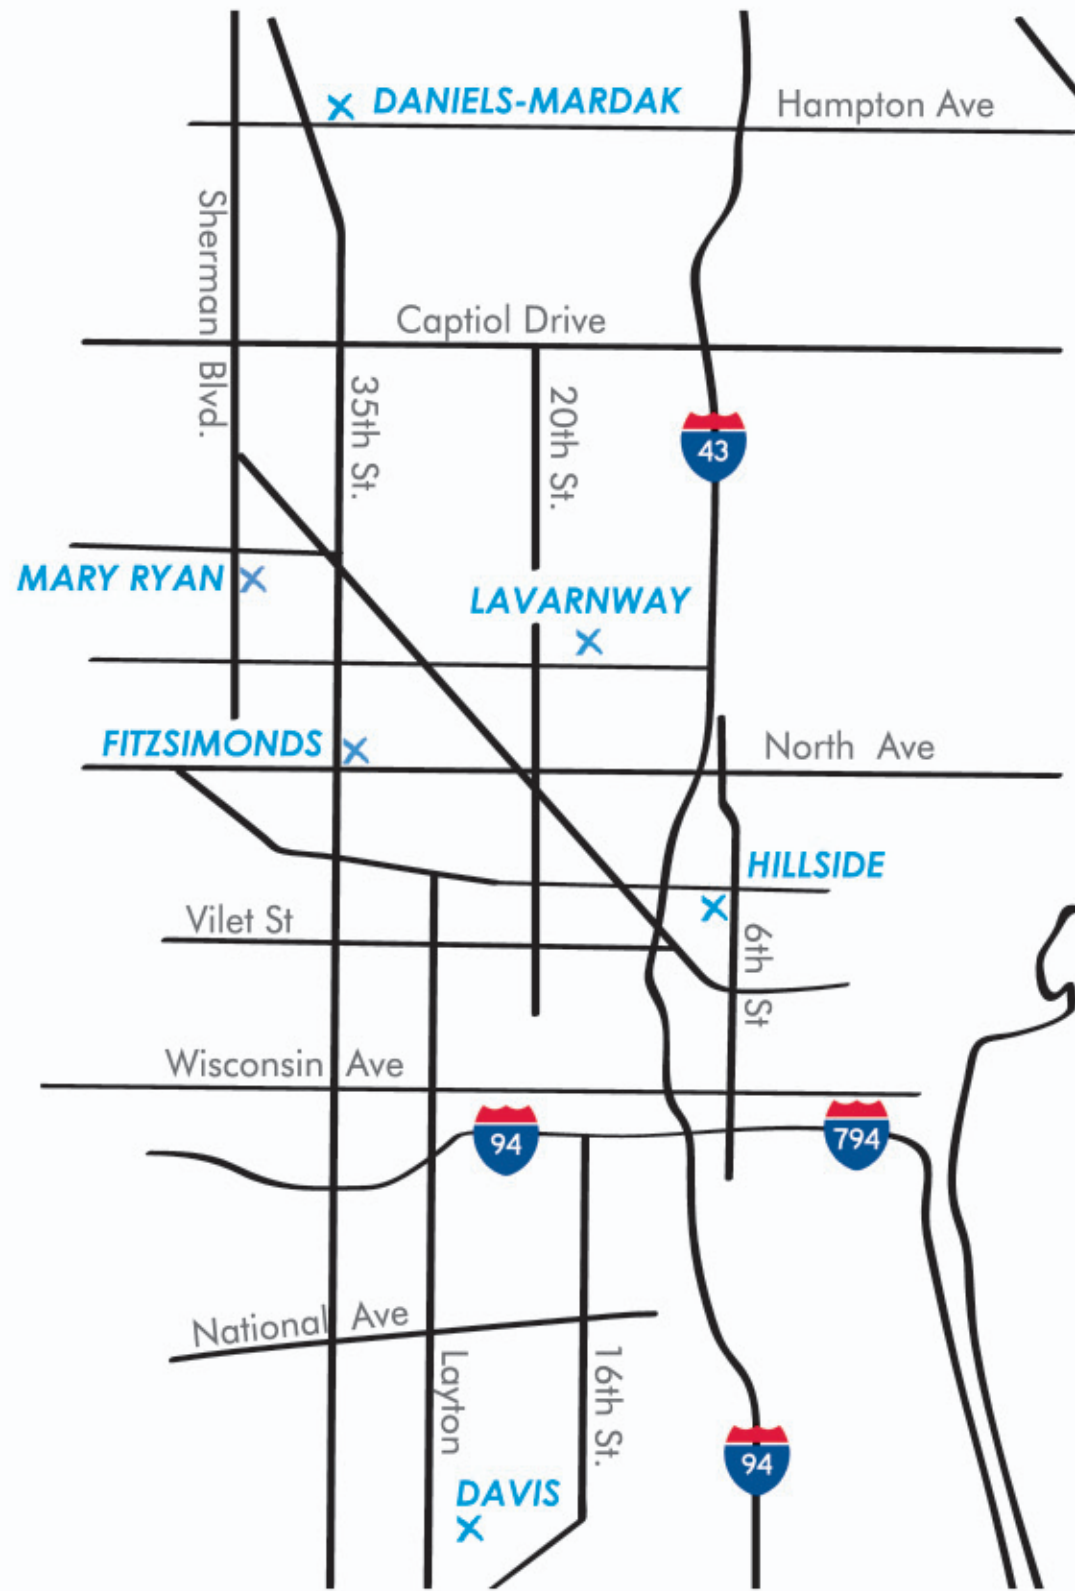 DANIELS-MARDAK
Hampton Ave
Sherman Blvd.
Captiol Drive
35th St.
20th St.
43
MARY RYAN
LAVARNWAY
FITZSIMONDS
North Ave
HILLSIDE
Vilet St
6th St
Wisconsin Ave
94
794
National Ave
Layton
16th St.
94
DAVIS